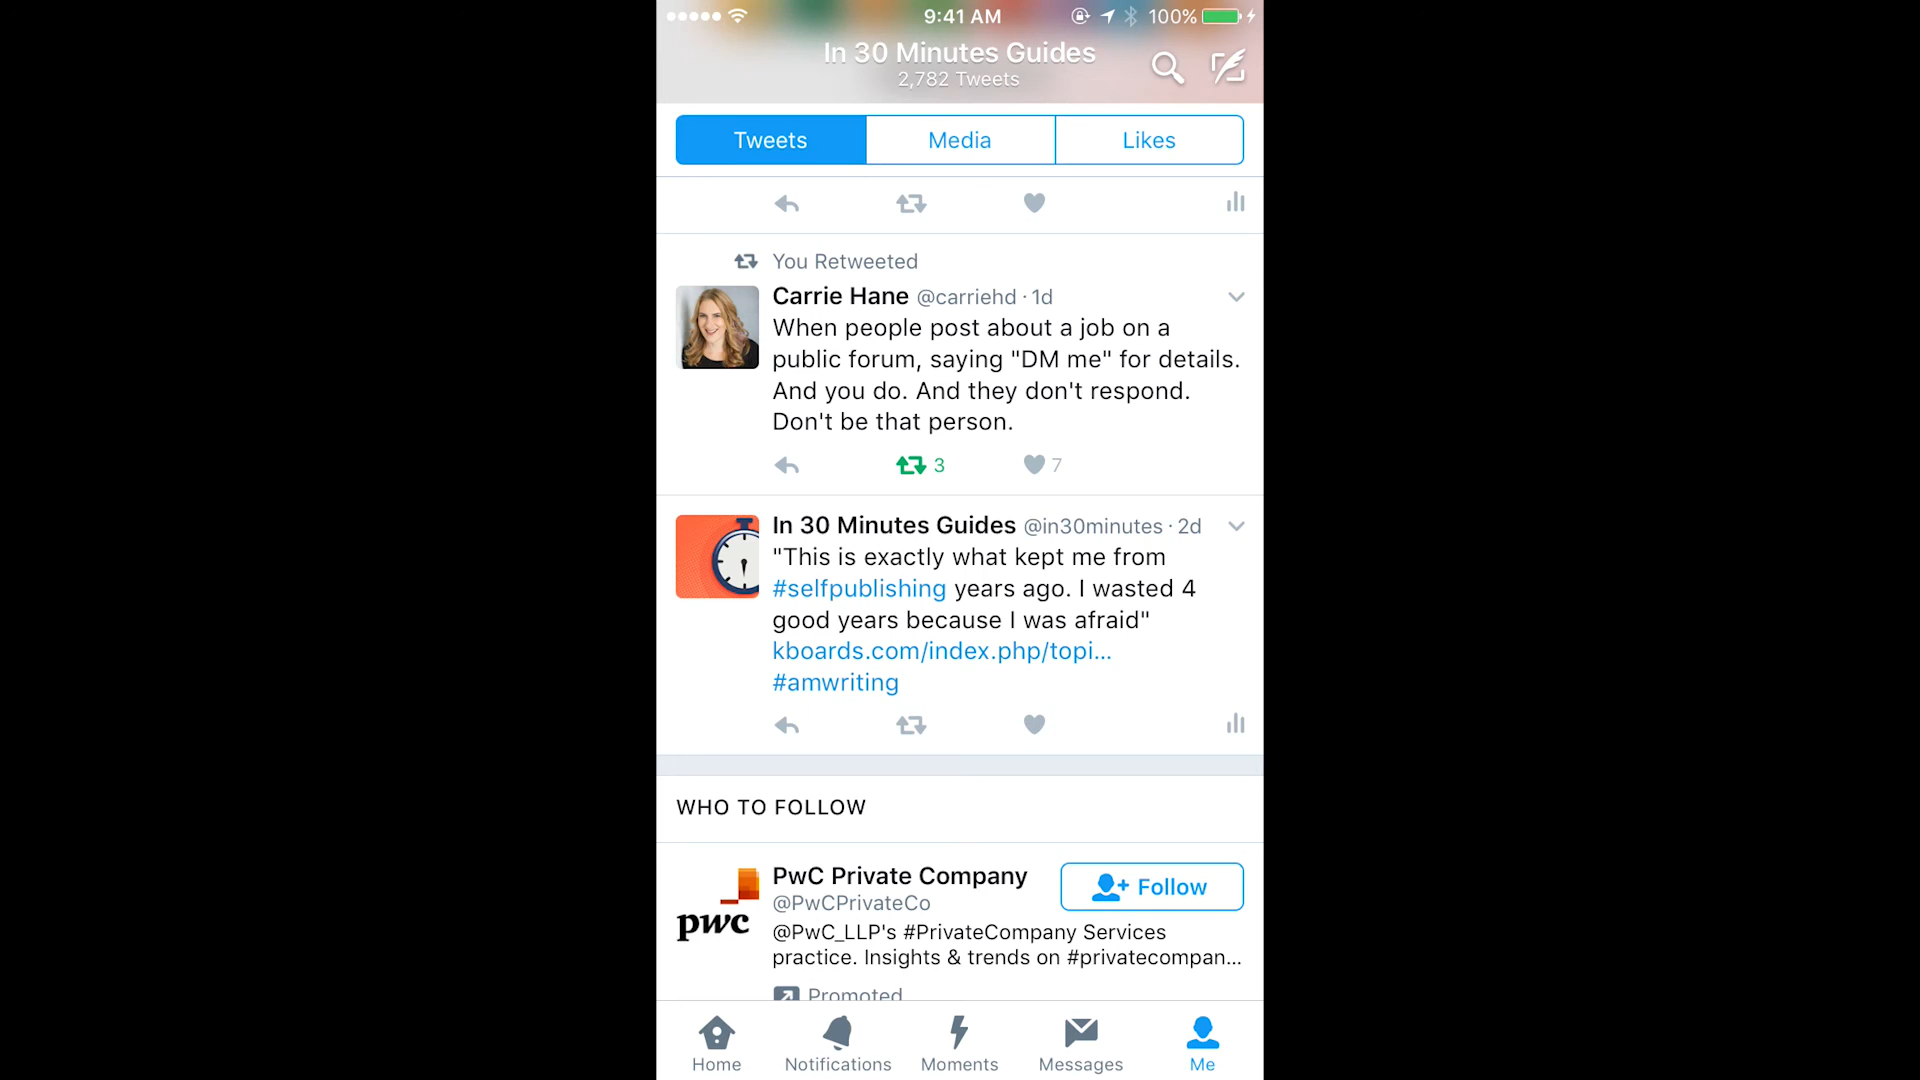 9:41 AM
100%
In 30 Minutes Guides
2,782 Tweets
Tweets
Media
Likes
You Retweeted
Carrie Hane @carriehd · 1d
When people post about a job on a
public forum, saying "DM me" for details.
And you do. And they don't respond.
Don't be that person.
3
7
In 30 Minutes Guides @in30minutes · 2d
"This is exactly what kept me from
#selfpublishing years ago. I wasted 4
good years because I was afraid"
kboards.com/index.php/topi...
#amwriting
WHO TO FOLLOW
pwc
PwC Private Company
@PwCPrivateCo
Follow
@PwC_LLP's #PrivateCompany Services
practice. Insights & trends on #privatecompan...
Promoted
Home
Notifications
Moments
Messages
Me